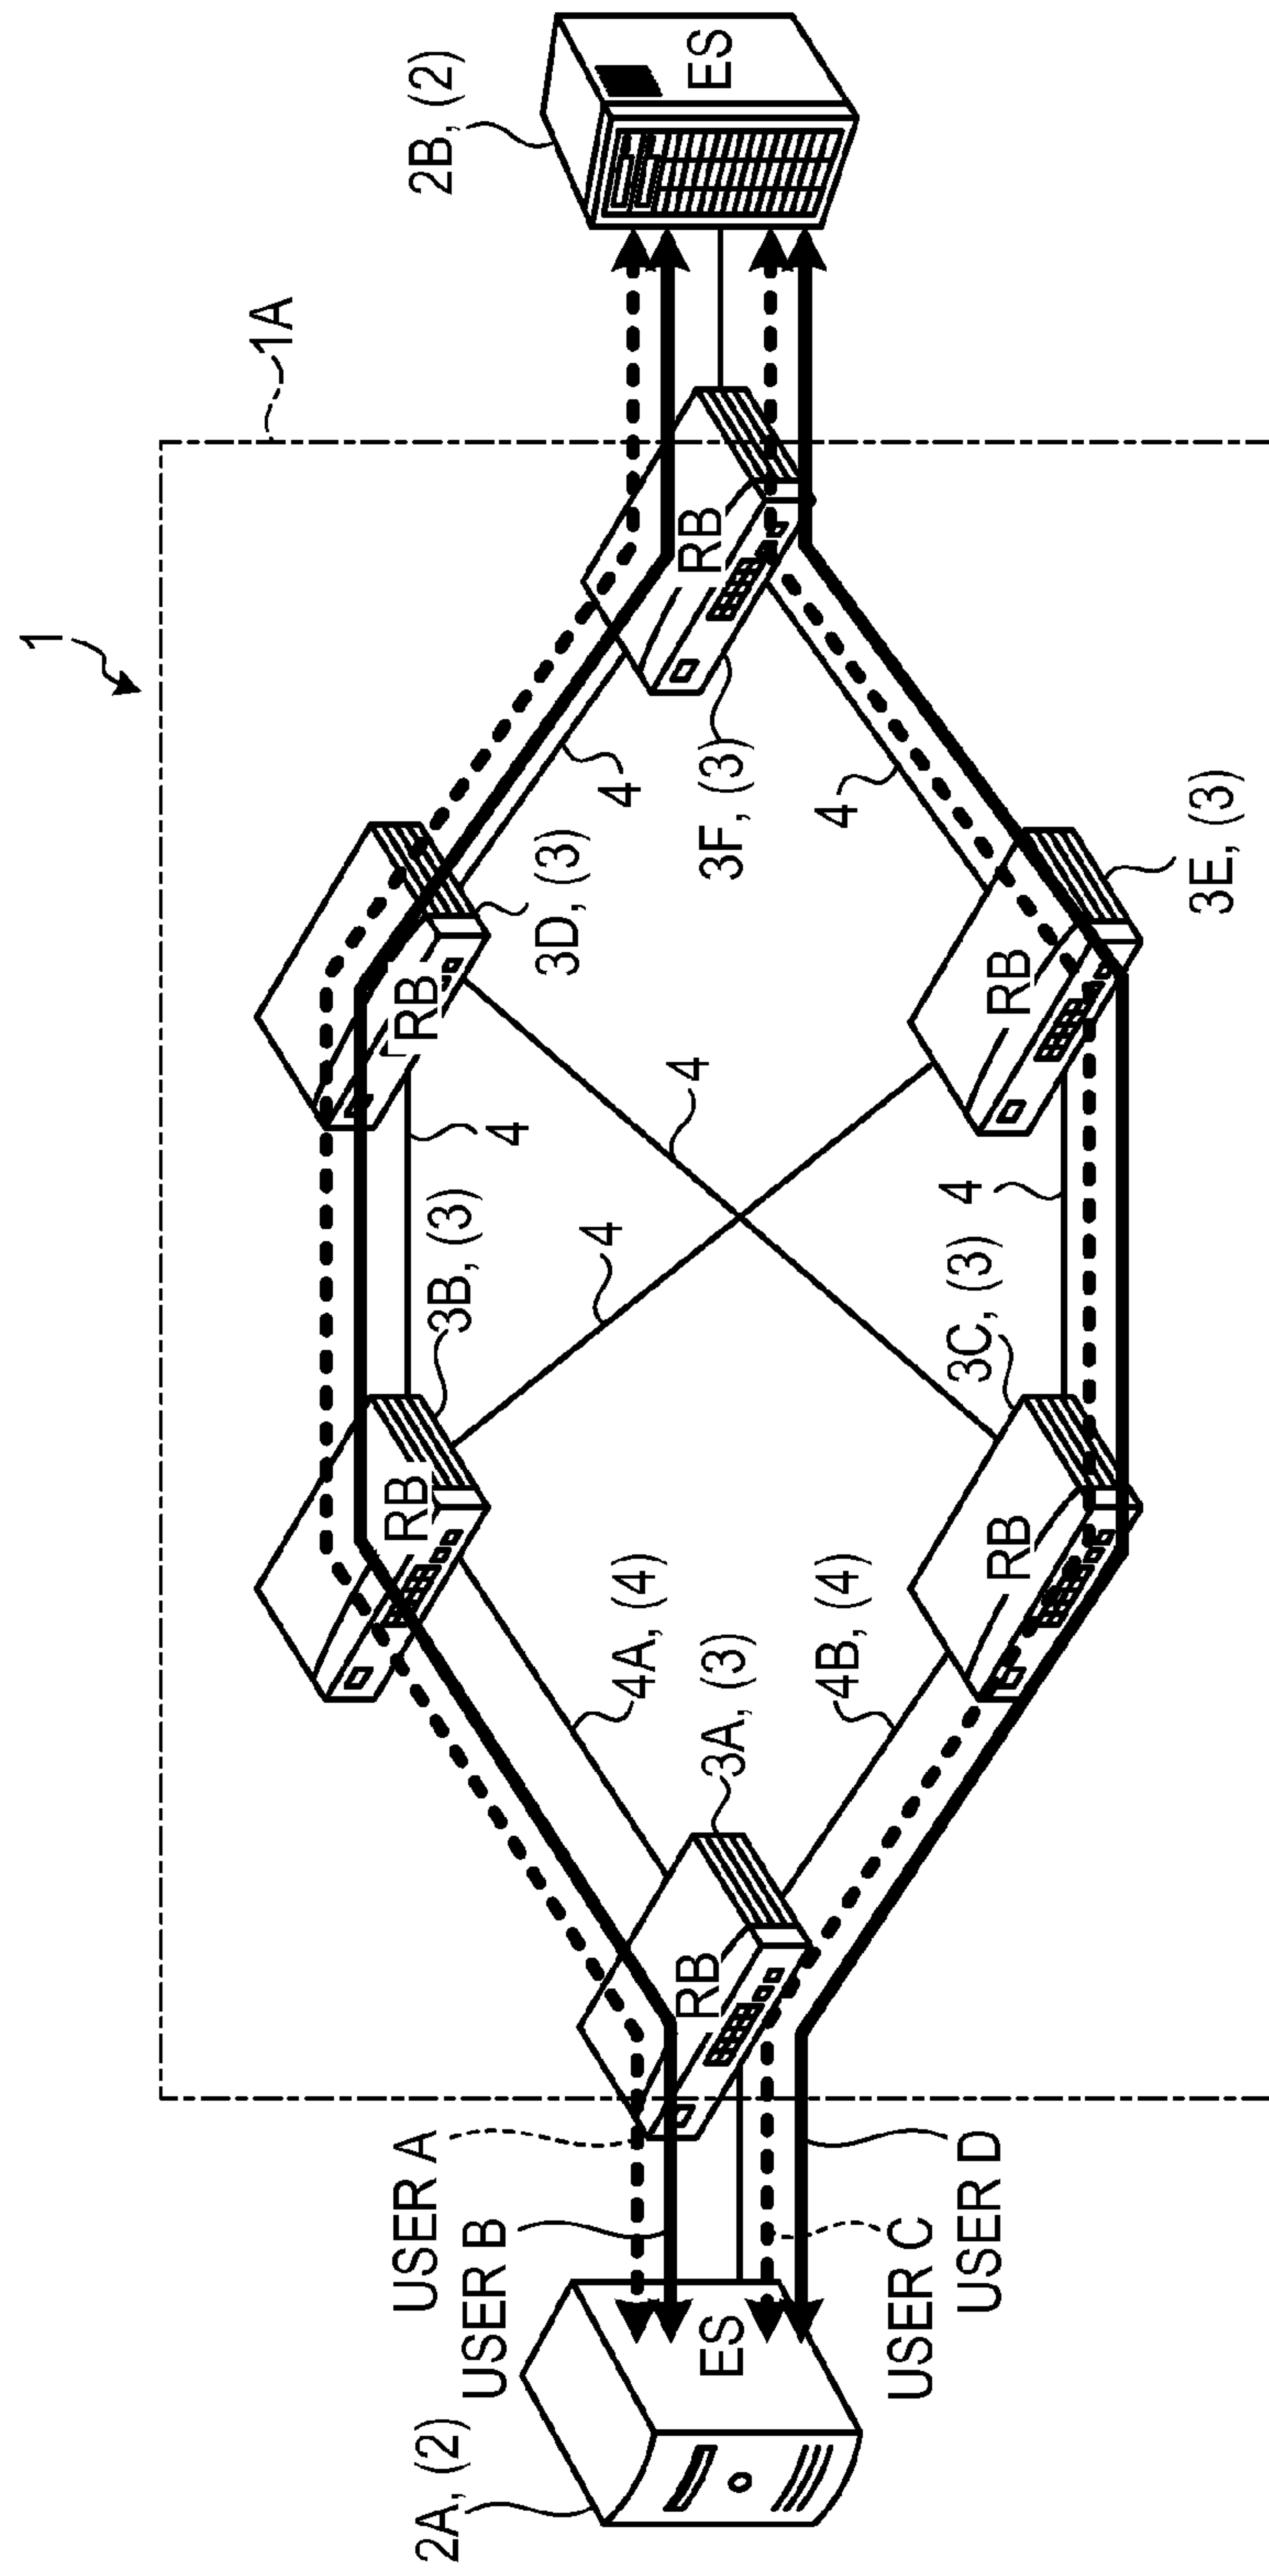 1
1A
2A, (2)
ES
USER A
USER B
USER C
USER D
RB
3A, (3)
4A, (4)
4B, (4)
RB
3B, (3)
RB
3C, (3)
4
4
4
4
RB
3D, (3)
RB
3E, (3)
4
4
RB
3F, (3)
2B, (2)
ES